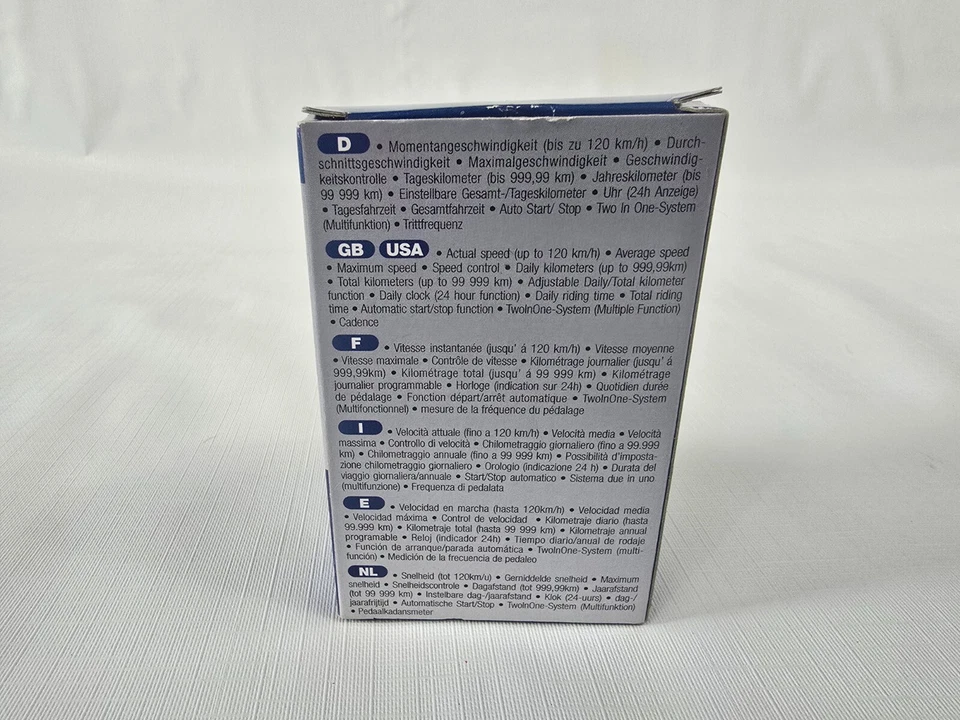 D • Momentangeschwindigkeit (bis zu 120 km/h) • Durch-
schnittsgeschwindigkeit • Maximalgeschwindigkeit • Geschwindig-
keitskontrolle • Tageskilometer (bis 999,99 km) • Jahreskilometer (bis
99 999 km) • Einstellbare Gesamt-/Tageskilometer • Uhr (24h Anzeige)
• Tagesfahrzeit • Gesamtfahrzeit • Auto Start/ Stop • Two In One-System
(Multifunktion) • Trittfrequenz
GB USA • Actual speed (up to 120 km/h) • Average speed
• Maximum speed • Speed control • Daily kilometers (up to 999,99km)
• Total kilometers (up to 99 999 km) • Adjustable Daily/Total kilometer
function • Daily clock (24 hour function) • Daily riding time • Total riding
time • Automatic start/stop function • TwoInOne-System (Multiple Function)
• Cadence
F • Vitesse instantanée (jusqu' á 120 km/h) • Vitesse moyenne
• Vitesse maximale • Contrôle de vitesse • Kilométrage journalier (jusqu' á
999,99km) • Kilométrage total (jusqu' á 99 999 km) • Kilométrage
journalier programmable • Horloge (indication sur 24h) • Quotidien durée
de pédalage • Fonction départ/arrêt automatique • TwoInOne-System
(Multifonctionnel) • mesure de la fréquence du pédalage
I • Velocità attuale (fino a 120 km/h) • Velocità media • Velocità
massima • Controllo di velocità • Chilometraggio giornaliero (fino a 99.999
km) • Chilometraggio annuale (fino a 99 999 km) • Possibilità d'imposta-
zione chilometraggio giornaliero • Orologio (indicazione 24 h) • Durata del
viaggio giornaliera/annuale • Start/Stop automatico • Sistema due in uno
(multifunzione) • Frequenza di pedalata
E • Velocidad en marcha (hasta 120km/h) • Velocidad media
• Velocidad máxima • Control de velocidad • Kilometraje diario (hasta
99.999 km) • Kilometraje total (hasta 99 999 km) • Kilometraje annual
programable • Reloj (indicador 24h) • Tiempo diario/anual de rodaje
• Función de arranque/parada automática • TwoInOne-System (multi-
función) • Medición de la frecuencia de pedaleo
NL • Snelheid (tot 120km/u) • Gemiddelde snelheid • Maximum
snelheid • Snelheidscontrole • Dagafstand (tot 999,99km) • Jaarafstand
(tot 99 999 km) • Instelbare dag-/jaarafstand • Klok (24-uurs) • dag-/
jaarafrijtijd • Automatische Start/Stop • TwoInOne-System (Multifunktion)
• Pedaalkadansmeter